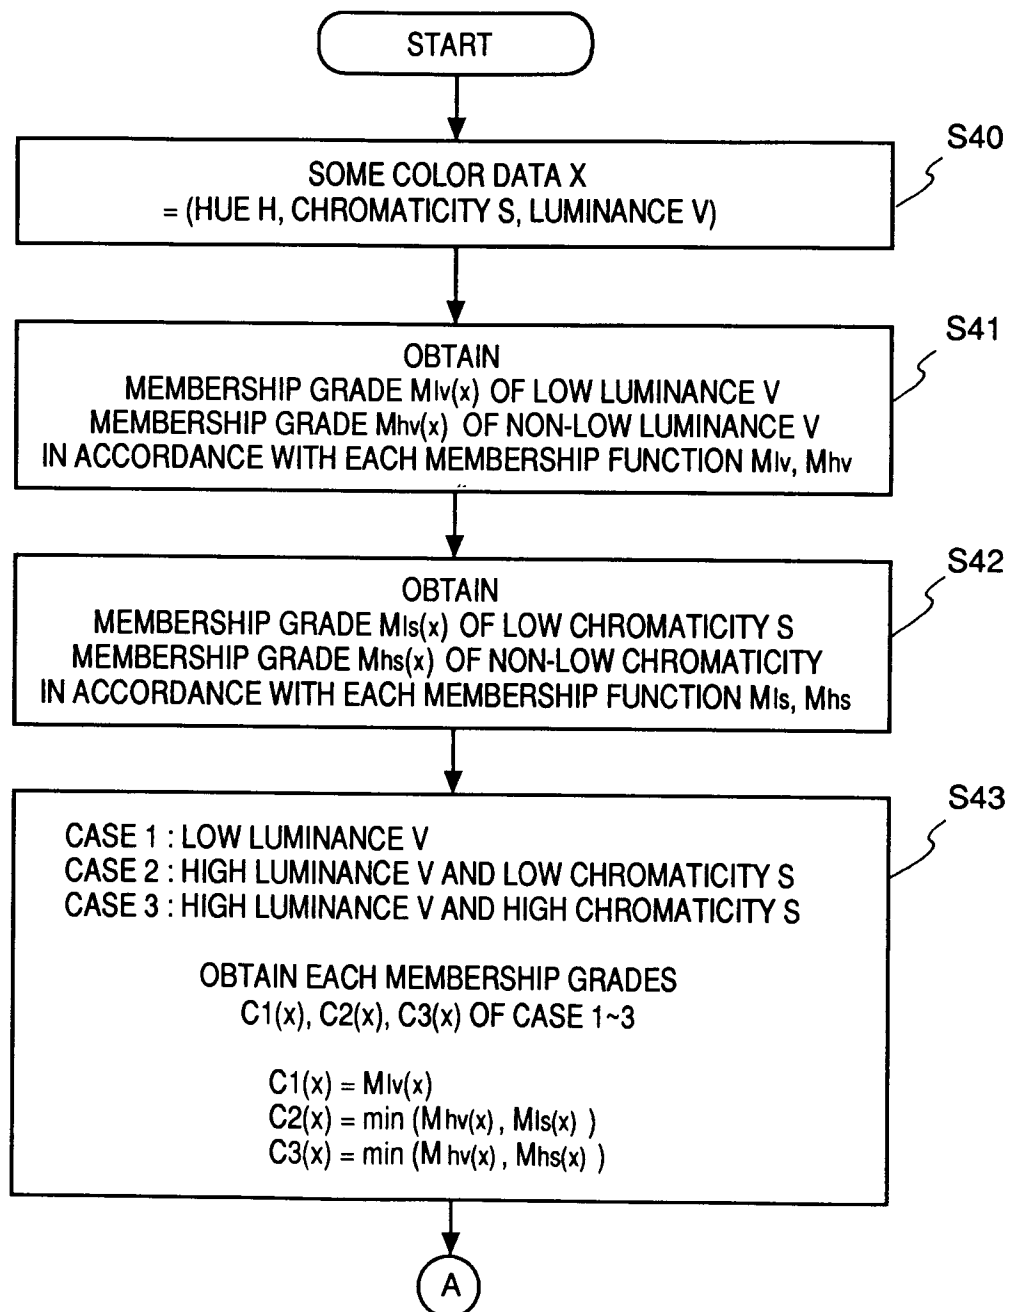 START
S40
SOME COLOR DATA X
= (HUE H, CHROMATICITY S, LUMINANCE V)
S41
OBTAIN
MEMBERSHIP GRADE Mlv(x) OF LOW LUMINANCE V
MEMBERSHIP GRADE Mhv(x) OF NON-LOW LUMINANCE V
IN ACCORDANCE WITH EACH MEMBERSHIP FUNCTION Mlv, Mhv
S42
OBTAIN
MEMBERSHIP GRADE Mls(x) OF LOW CHROMATICITY S
MEMBERSHIP GRADE Mhs(x) OF NON-LOW CHROMATICITY
IN ACCORDANCE WITH EACH MEMBERSHIP FUNCTION Mls, Mhs
S43
CASE 1 : LOW LUMINANCE V
CASE 2 : HIGH LUMINANCE V AND LOW CHROMATICITY S
CASE 3 : HIGH LUMINANCE V AND HIGH CHROMATICITY S
OBTAIN EACH MEMBERSHIP GRADES
C1(x), C2(x), C3(x) OF CASE 1~3
C1(x) = Mlv(x)
C2(x) = min (Mhv(x) , Mls(x) )
C3(x) = min (Mhv(x) , Mhs(x) )
A